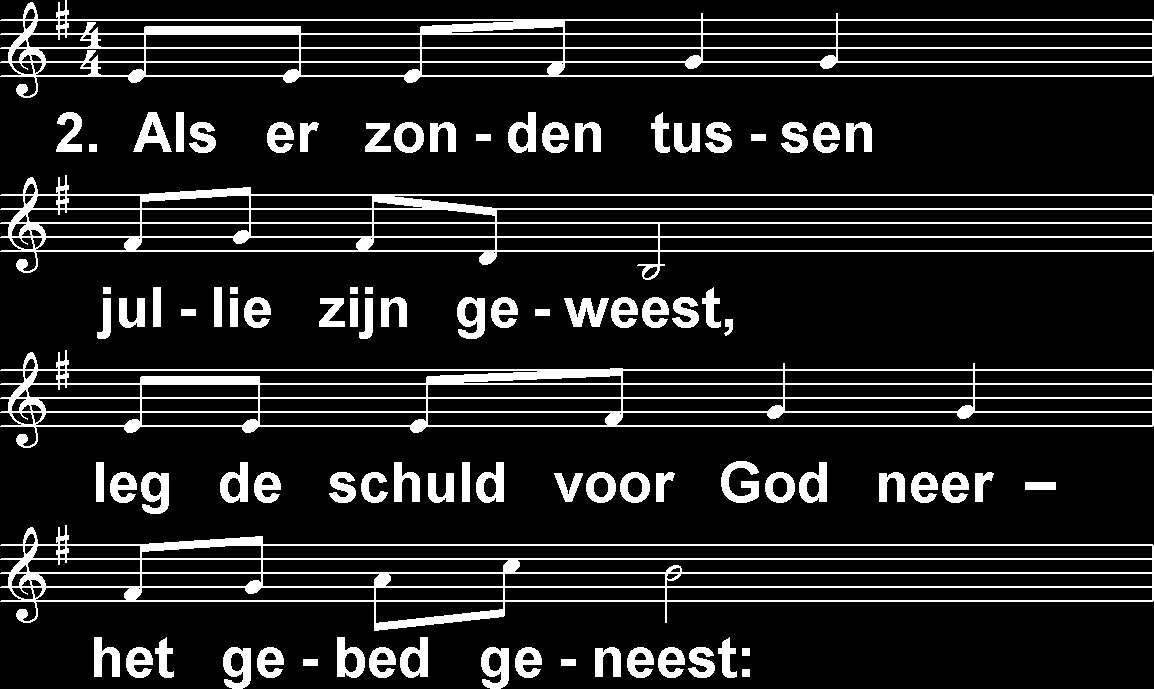 2. Als er zon - den tus - sen
jul - lie zijn ge - weest,
leg de schuld voor God neer –
het ge - bed ge - neest: